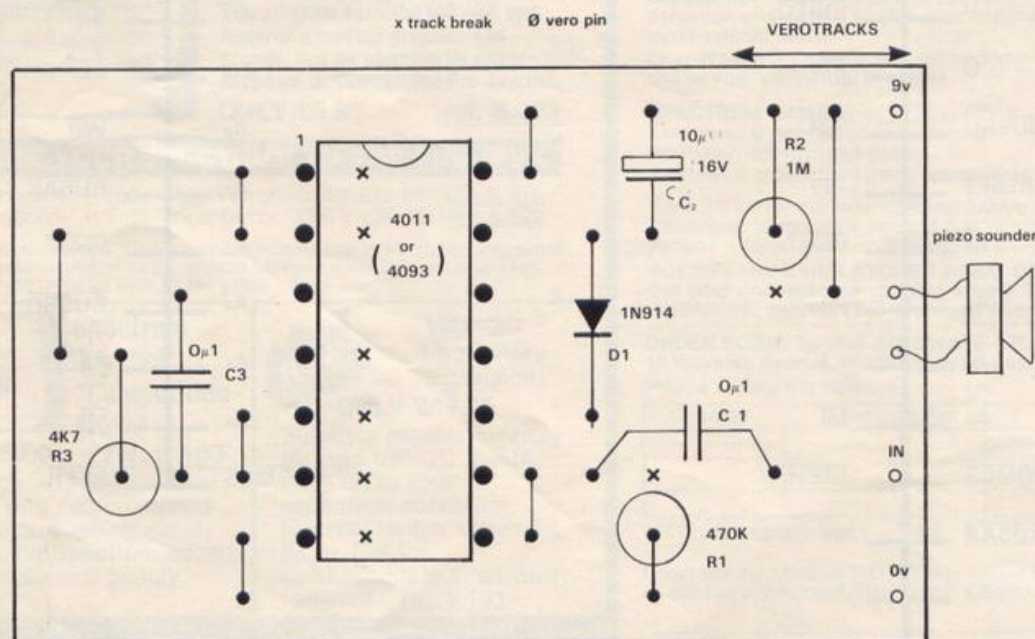 x track break Ø vero pin
VEROTRACKS
9v
1
10µ
16V
C₂
R2
1M
4011
or
( 4093 )
piezo sounder
1N914
D1
0µ1
C3
0µ1
C 1
4K7
R3
IN
470K
R1
0v